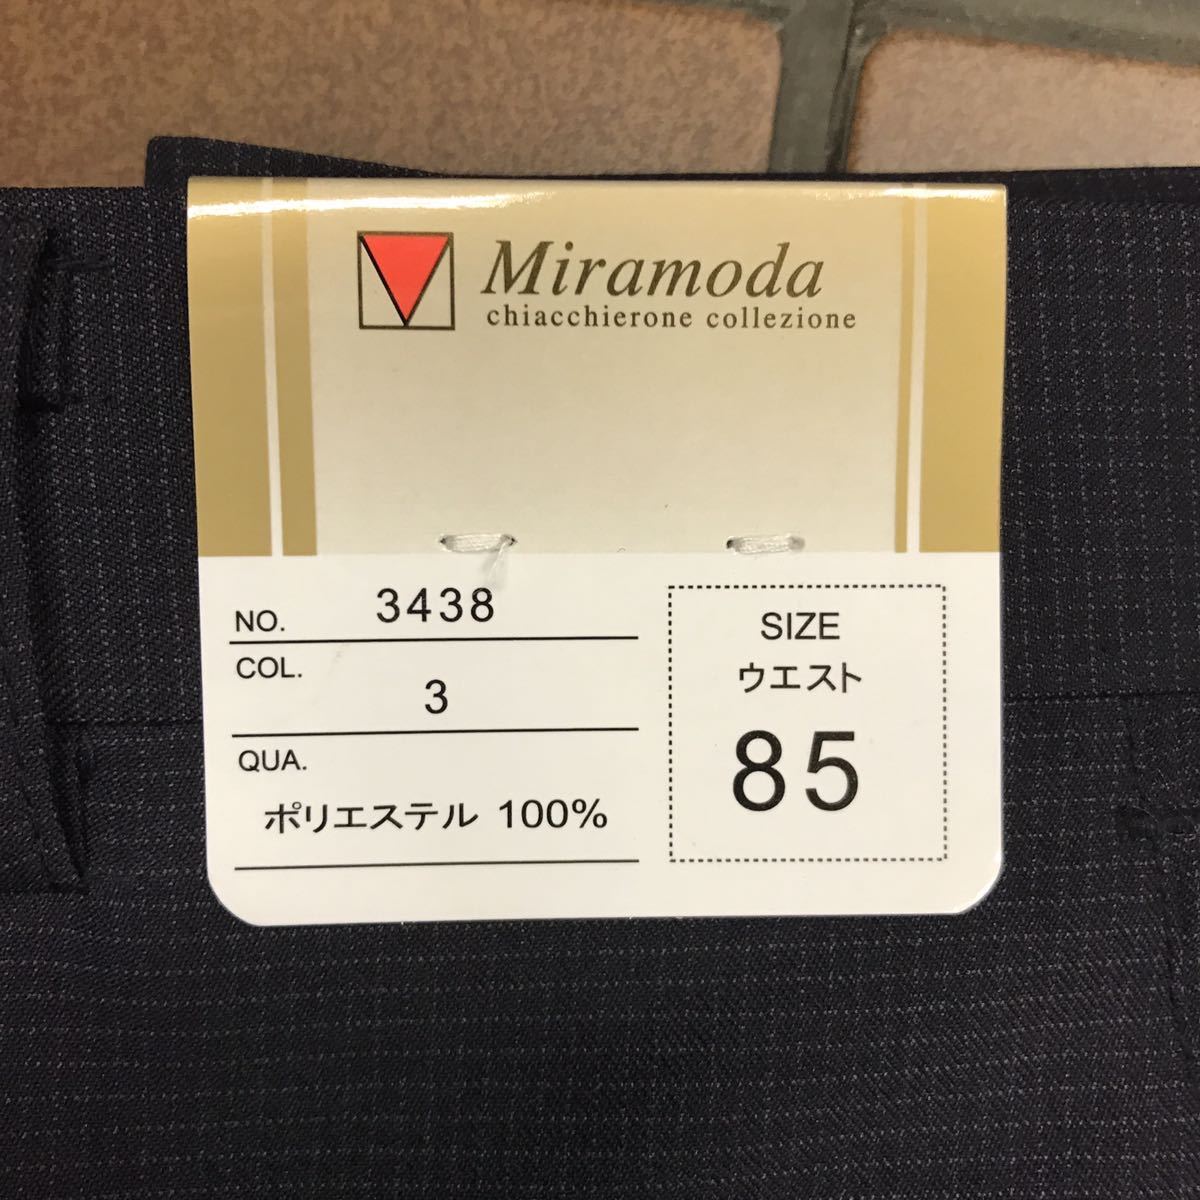 Miramoda
chiacchierone collezione
NO. 3438
COL. 3
QUA.
ポリエステル 100%
SIZE
ウエスト
85